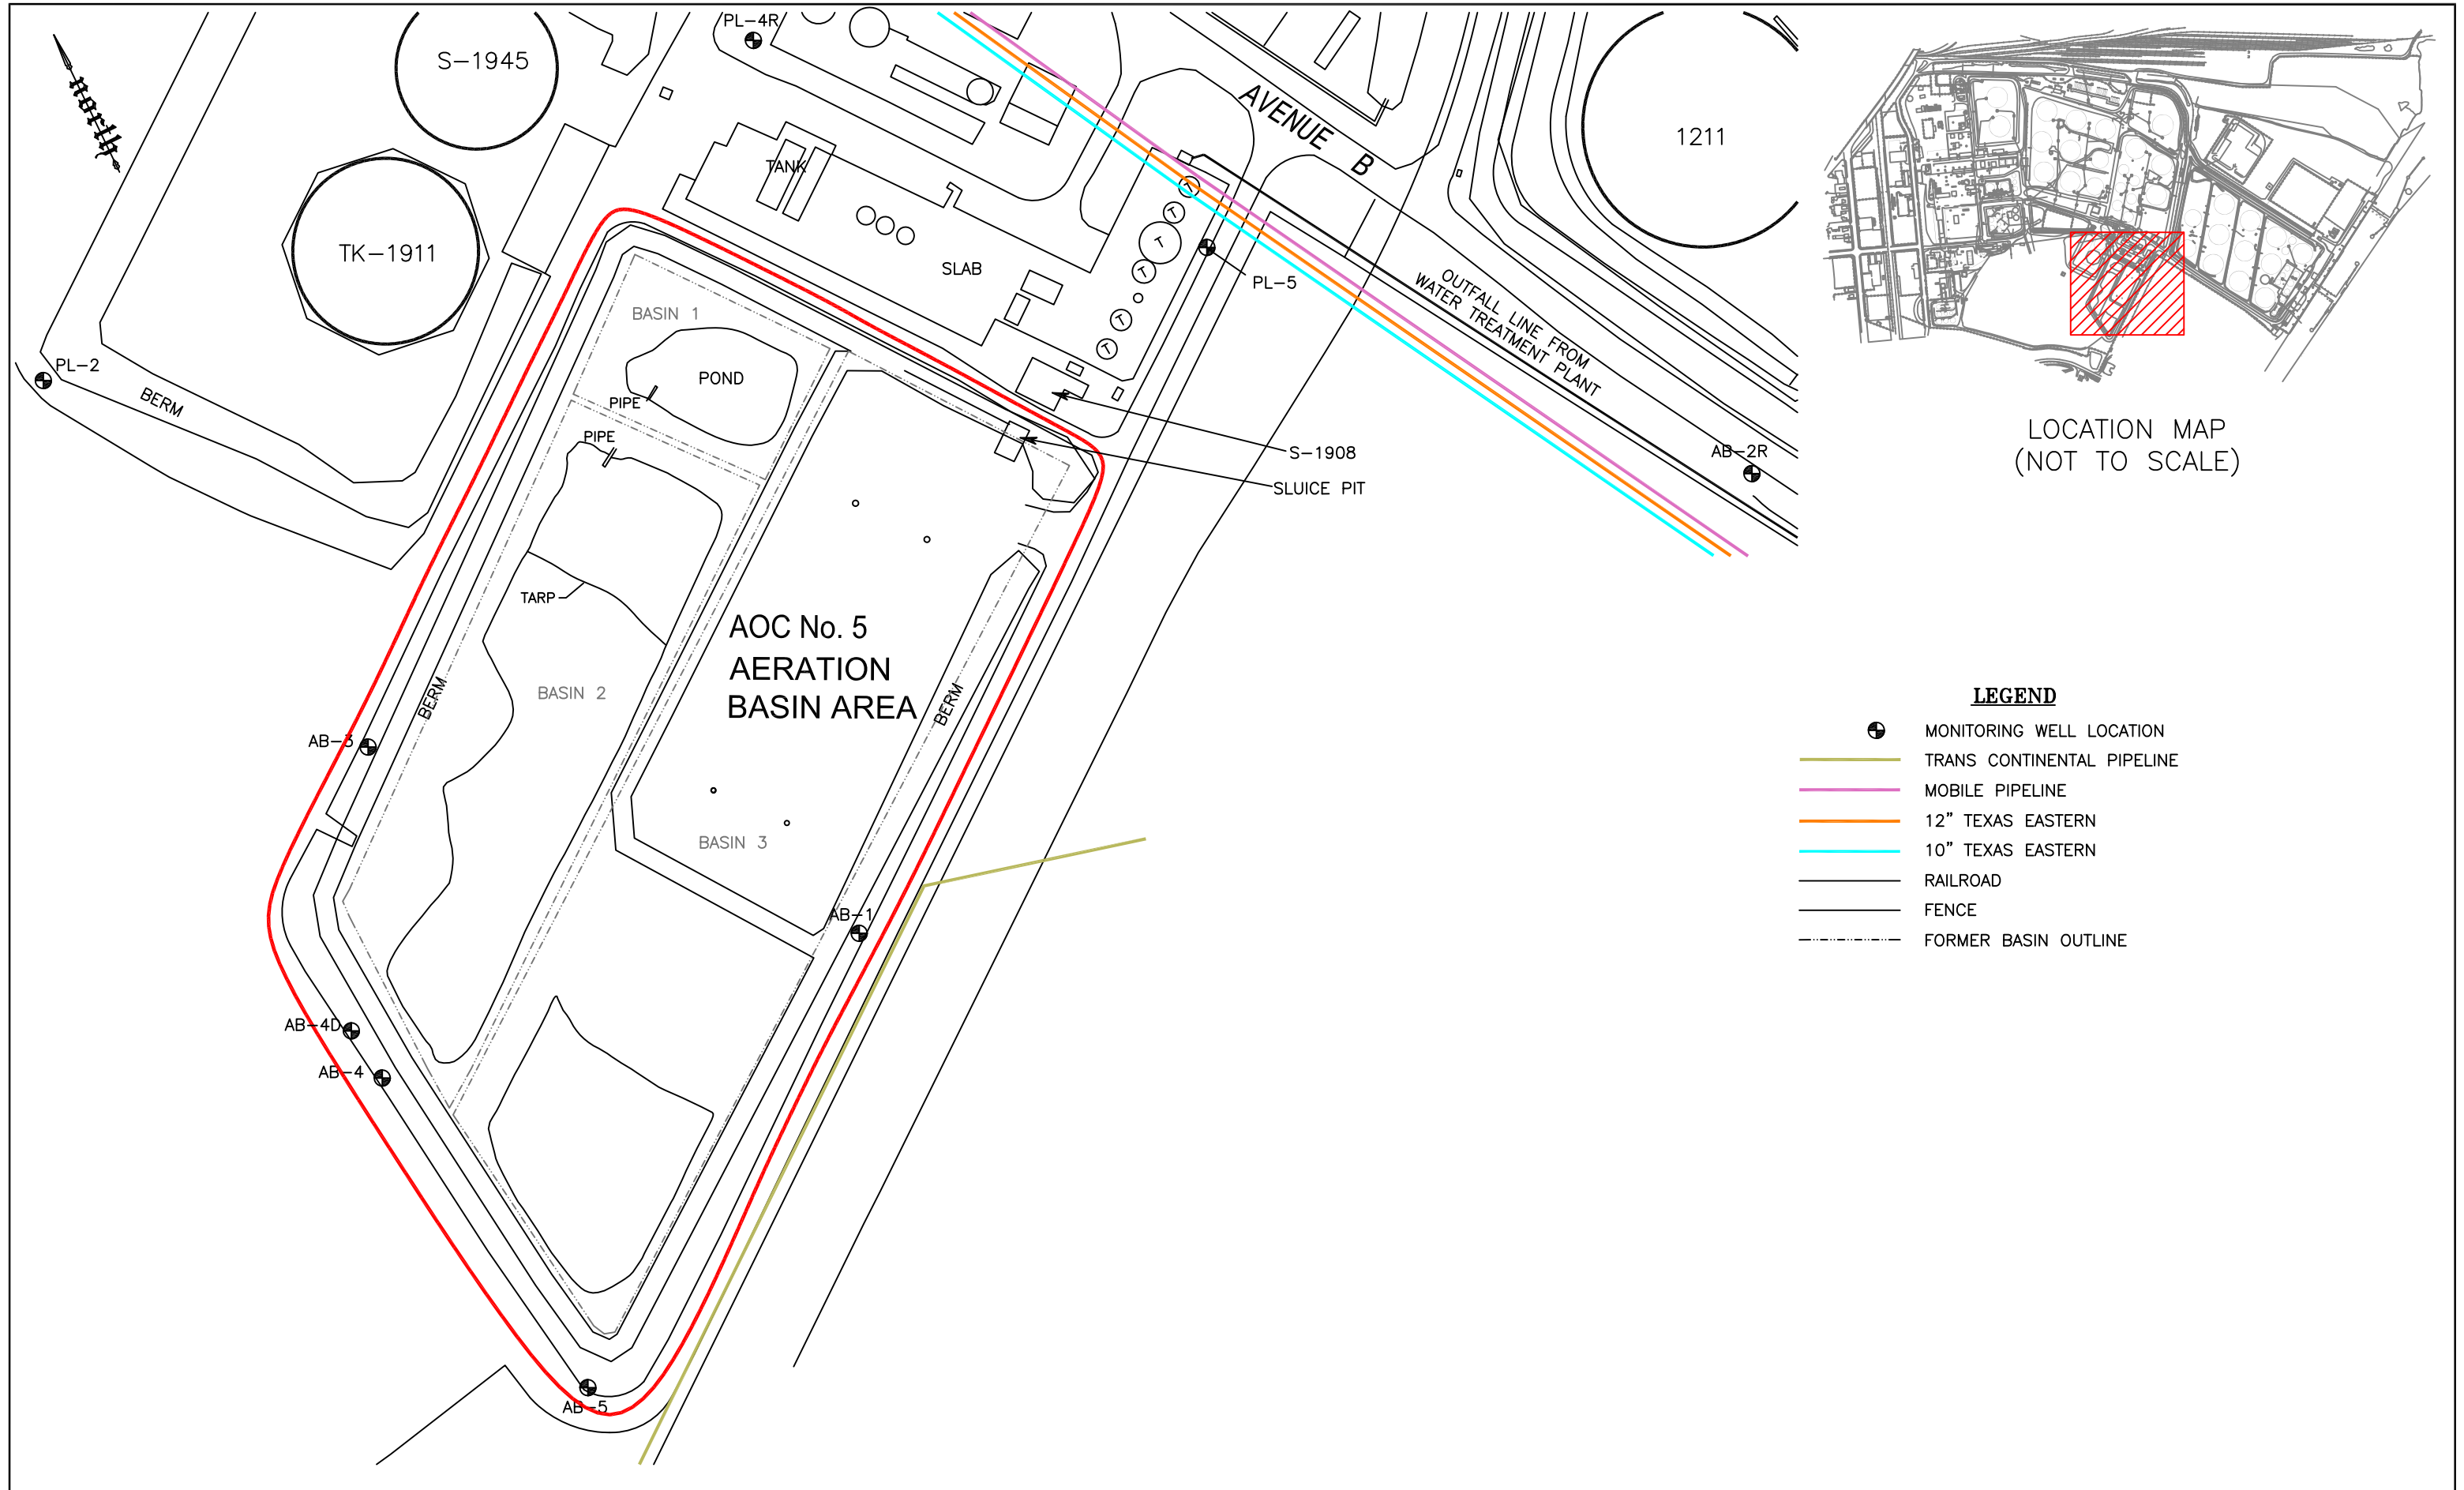 north
S-1945
PL-4R
AVENUE B
1211
TANK
TK-1911
SLAB
PL-5
OUTFALL LINE FROM
WATER TREATMENT PLANT
BASIN 1
POND
PL-2
BERM
PIPE
PIPE
S-1908
SLUICE PIT
AB-2R
T
T
T
T
T
T
LOCATION MAP
(NOT TO SCALE)
TARP
AOC No. 5
AERATION
BASIN AREA
BASIN 2
BERM
BERM
AB-3
BASIN 3
AB-1
AB-4D
AB-4
AB-5
LEGEND
MONITORING WELL LOCATION
TRANS CONTINENTAL PIPELINE
MOBILE PIPELINE
12" TEXAS EASTERN
10" TEXAS EASTERN
RAILROAD
FENCE
FORMER BASIN OUTLINE